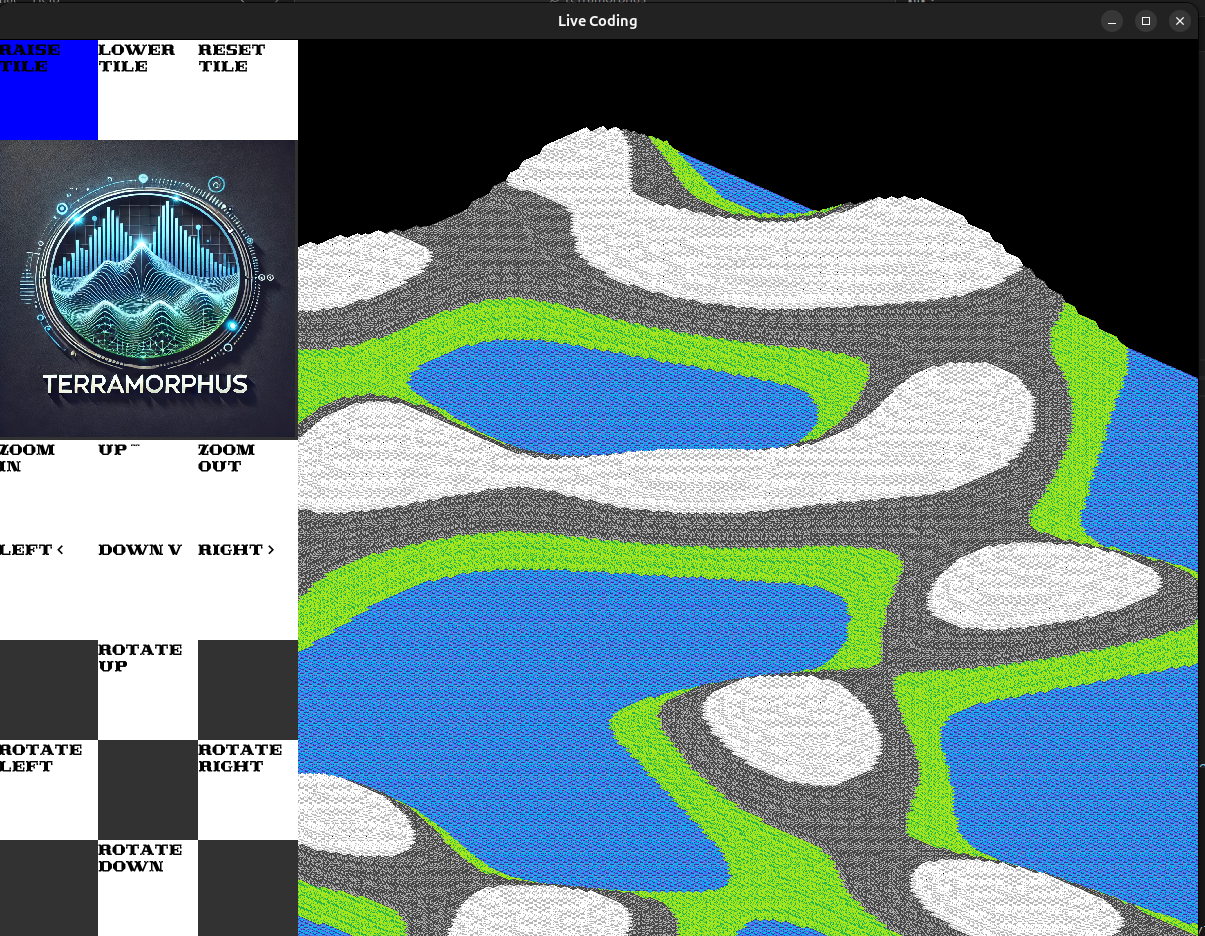 Live Coding
RAISE
TILE
LOWER
TILE
RESET
TILE
TERRAMORPHUS
ZOOM
IN
UP ^
ZOOM
OUT
LEFT <
DOWN V
RIGHT >
ROTATE
UP
ROTATE
LEFT
ROTATE
RIGHT
ROTATE
DOWN